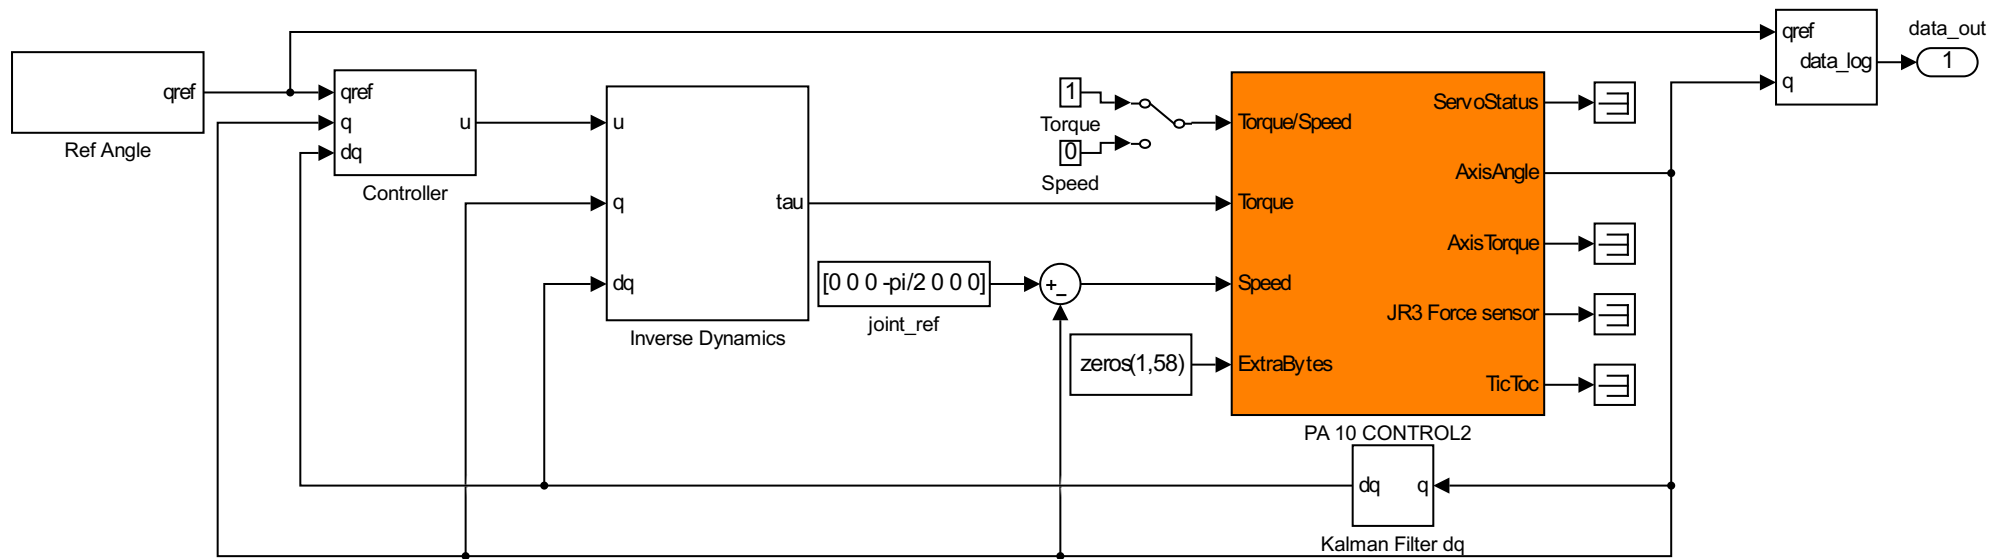 qref
Ref Angle
qref
q
dq
u
Controller
u
q
dq
tau
Inverse Dynamics
1
Torque
0
Speed
[0 0 0 -pi/2 0 0 0]
joint_ref
+
−
zeros(1,58)
Torque/Speed
Torque
Speed
ExtraBytes
ServoStatus
AxisAngle
AxisTorque
JR3 Force sensor
TicToc
PA 10 CONTROL2
dq
q
Kalman Filter dq
qref
q
data_log
data_out
1